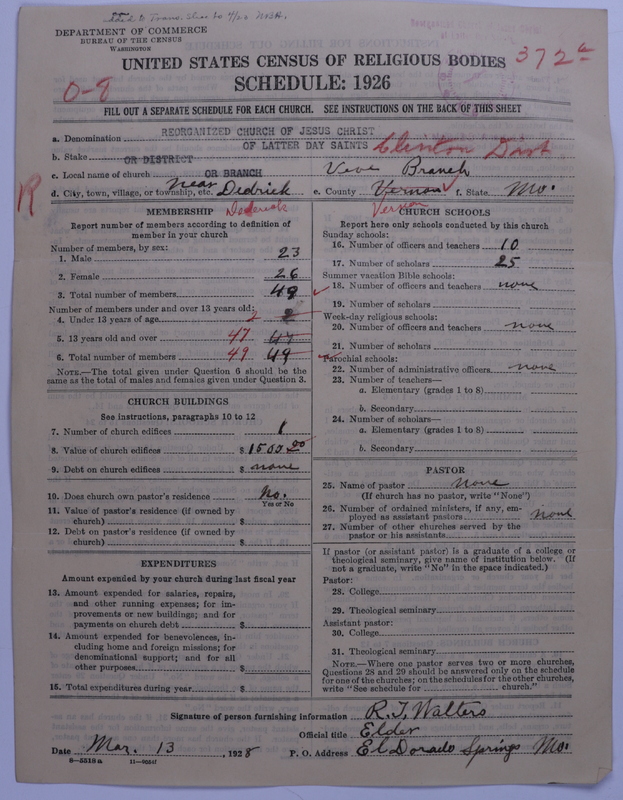 DEPARTMENT OF COMMERCE
BUREAU OF THE CENSUS
WASHINGTON
UNITED STATES CENSUS OF RELIGIOUS BODIES
372a
SCHEDULE: 1926
0-8
FILL OUT A SEPARATE SCHEDULE FOR EACH CHURCH. SEE INSTRUCTIONS ON THE BACK OF THIS SHEET
a. Denomination REORGANIZED CHURCH OF JESUS CHRIST
OF LATTER DAY SAINTS
b. Stake OR DISTRICT Clinton Dist
c. Local name of church OR BRANCH Veve Branch
d. City, town, village, or township, etc. near Dedrick e. County Vernon f. State Mo.
R
Dederick
Vernon
MEMBERSHIP
Report number of members according to definition of
member in your church
Number of members, by sex:
1. Male 23
2. Female 26
3. Total number of members 49
Number of members under and over 13 years old:
4. Under 13 years of age 2 2
5. 13 years old and over 47 47
6. Total number of members 49 49
NOTE.—The total given under Question 6 should be the
same as the total of males and females given under Question 3.
CHURCH BUILDINGS
See instructions, paragraphs 10 to 12
7. Number of church edifices 1
8. Value of church edifices $ 1500 00
9. Debt on church edifices $ none
10. Does church own pastor's residence No.
Yes or No
11. Value of pastor's residence (if owned by
church) $
12. Debt on pastor's residence (if owned by
church) $
EXPENDITURES
Amount expended by your church during last fiscal year
13. Amount expended for salaries, repairs,
and other running expenses; for im-
provements or new buildings; and for
payments on church debt $
14. Amount expended for benevolences, in-
cluding home and foreign missions; for
denominational support; and for all
other purposes $
15. Total expenditures during year $
CHURCH SCHOOLS
Report here only schools conducted by this church
Sunday schools:
16. Number of officers and teachers 10
17. Number of scholars 25
Summer vacation Bible schools:
18. Number of officers and teachers none
19. Number of scholars
Week-day religious schools:
20. Number of officers and teachers none
21. Number of scholars
Parochial schools:
22. Number of administrative officers none
23. Number of teachers—
a. Elementary (grades 1 to 8)
b. Secondary
24. Number of scholars—
a. Elementary (grades 1 to 8)
b. Secondary
PASTOR
25. Name of pastor None
(If church has no pastor, write "None")
26. Number of ordained ministers, if any, em-
ployed as assistant pastors none
27. Number of other churches served by the
pastor or his assistants
If pastor (or assistant pastor) is a graduate of a college or
theological seminary, give name of institution below. (If
not a graduate, write "No" in the space indicated.)
Pastor:
28. College
29. Theological seminary
Assistant pastor:
30. College
31. Theological seminary
NOTE.—Where one pastor serves two or more churches,
Questions 28 and 29 should be answered only on the schedule
for one of the churches; on the schedules for the other churches,
write "See schedule for church."
Signature of person furnishing information R. T. Walters
Official title Elder
Date Mar. 13, 1928 P. O. Address El Dorado Springs Mo.
8—5518a 11—9054f